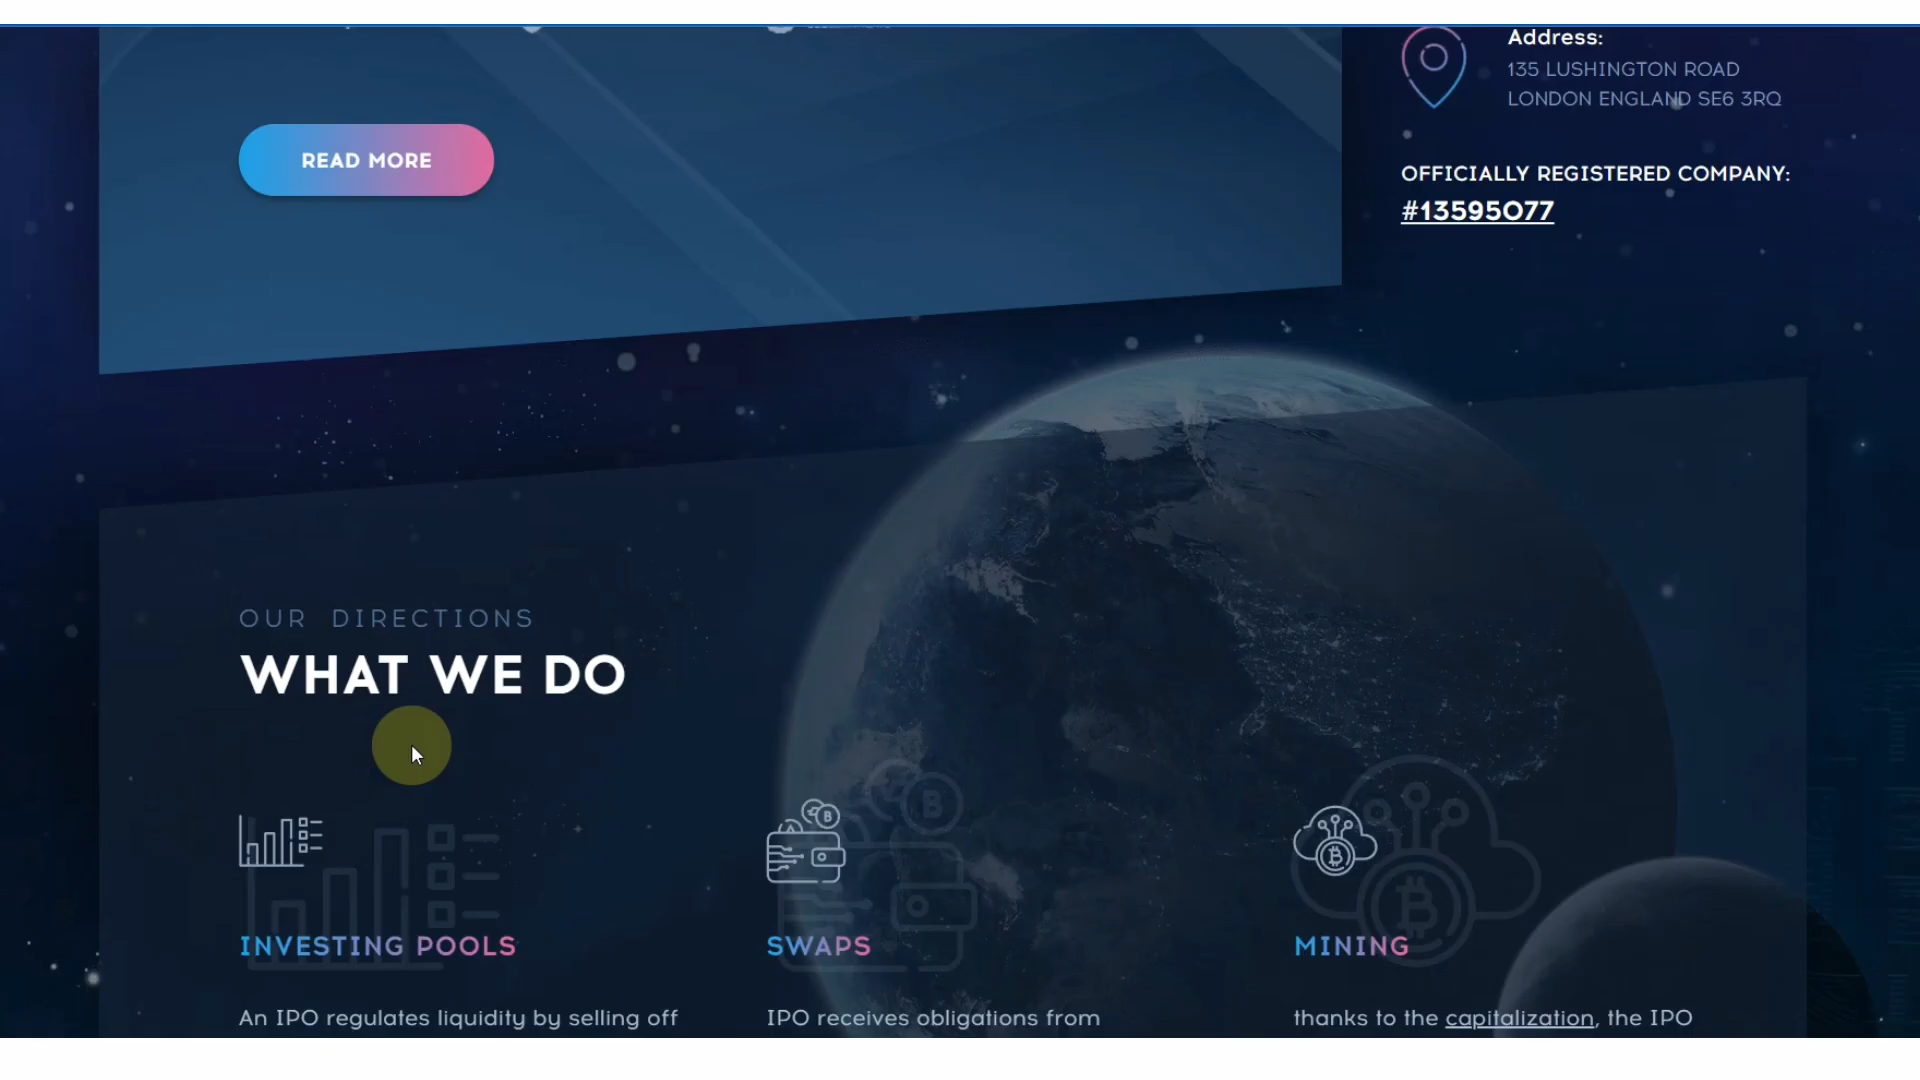 Address:
135 LUSHINGTON ROAD
LONDON ENGLAND SE6 3RQ
READ MORE
OFFICIALLY REGISTERED COMPANY:
#13595077
OUR DIRECTIONS
WHAT WE DO
INVESTING POOLS
SWAPS
MINING
An IPO regulates liquidity by selling off
IPO receives obligations from
thanks to the capitalization, the IPO